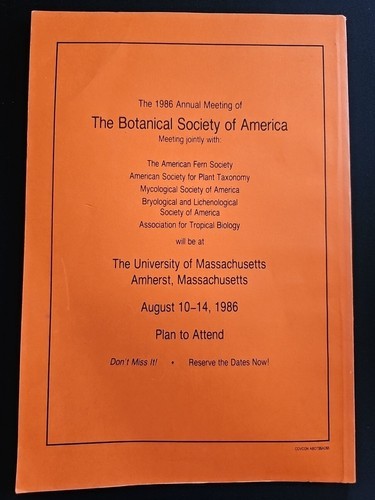 The 1986 Annual Meeting of
The Botanical Society of America
Meeting jointly with:
The American Fern Society
American Society for Plant Taxonomy
Mycological Society of America
Bryological and Lichenological
Society of America
Association for Tropical Biology
will be at
The University of Massachusetts
Amherst, Massachusetts
August 10–14, 1986
Plan to Attend
Don't Miss It! • Reserve the Dates Now!